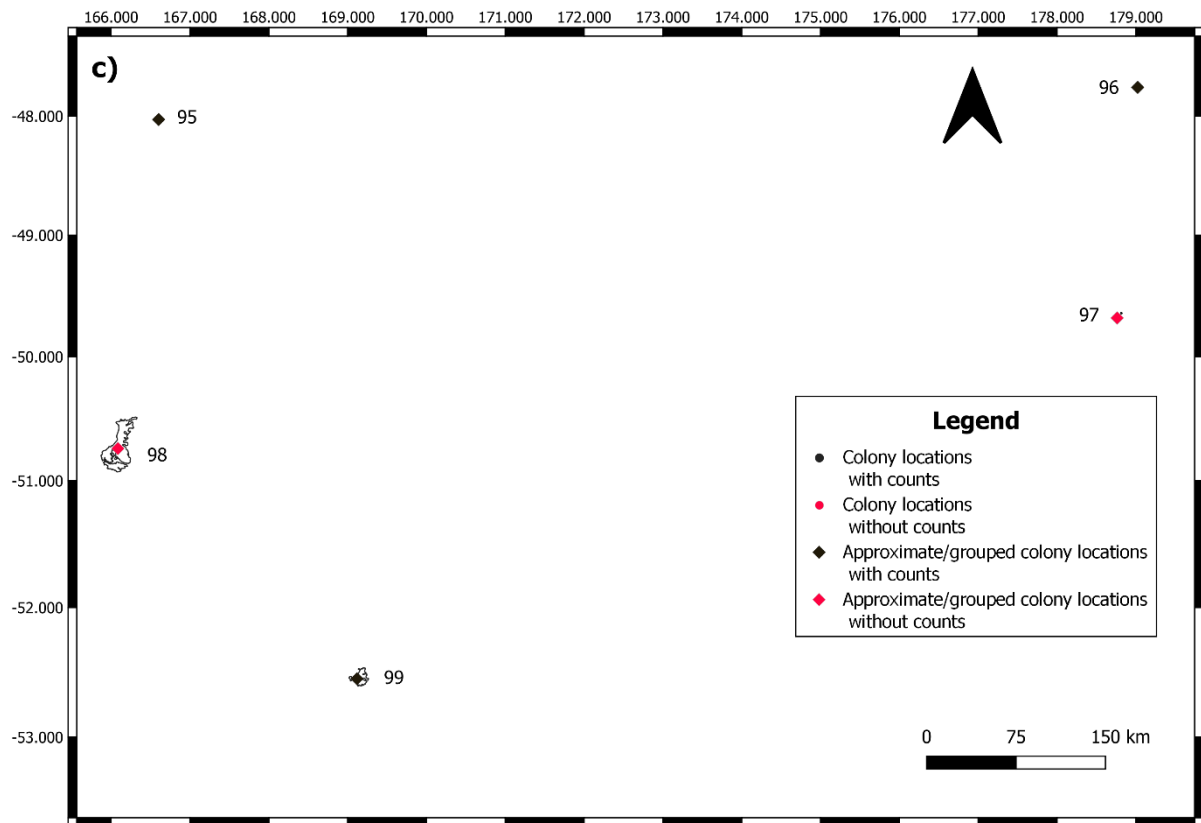 166.000 167.000 168.000 169.000 170.000 171.000 172.000 173.000 174.000 175.000 176.000 177.000 178.000 179.000
c)
95
96
-48.000
-49.000
97
-50.000
98
-51.000
Legend
Colony locations
with counts
Colony locations
without counts
Approximate/grouped colony locations
with counts
Approximate/grouped colony locations
without counts
-52.000
99
-53.000
0 75 150 km